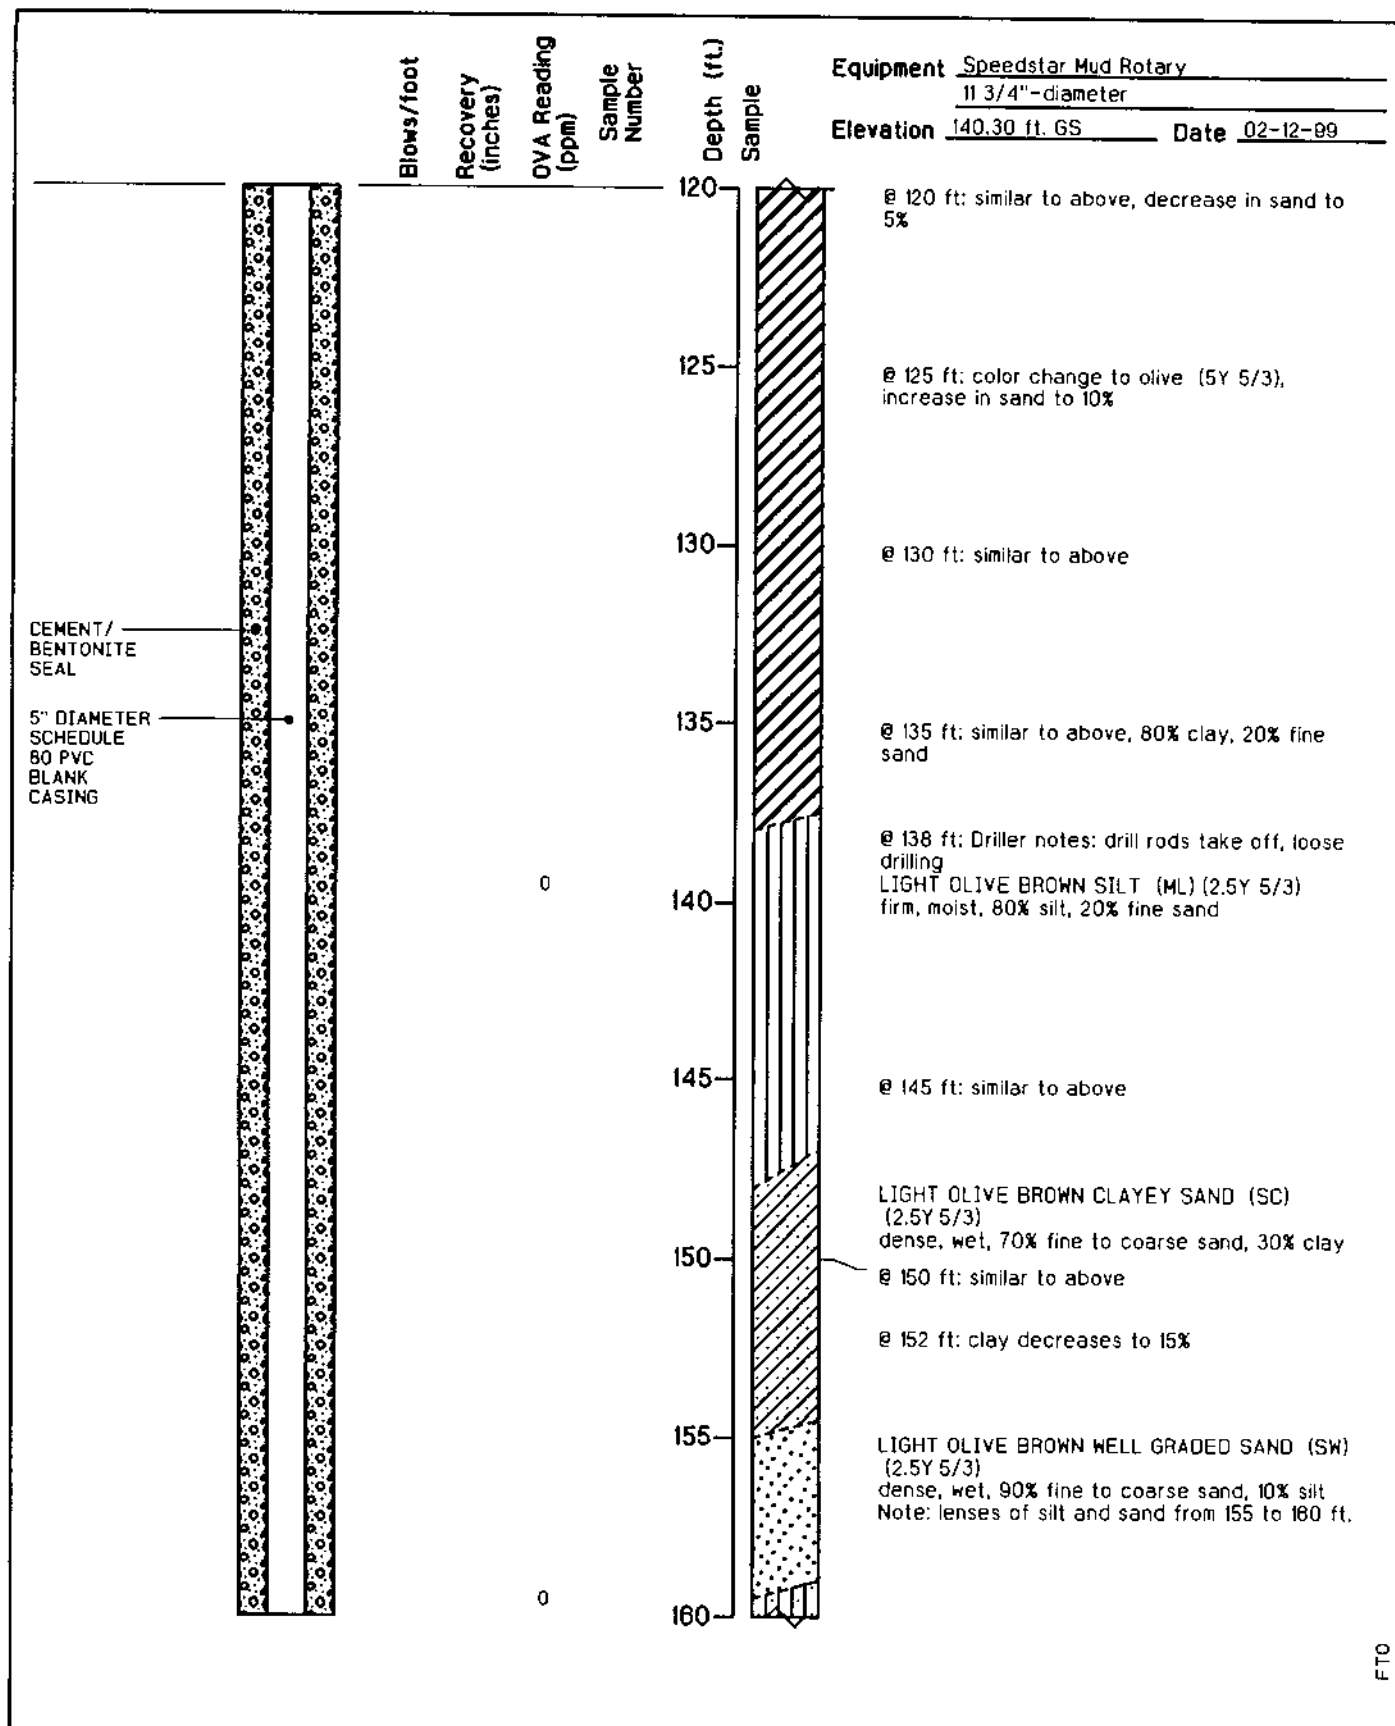 Blows/foot
Recovery
(inches)
OVA Reading
(ppm)
Sample
Number
Depth (ft.)
Sample
Equipment Speedstar Mud Rotary
11 3/4"-diameter
Elevation 140.30 ft. GS Date 02-12-99
120
@ 120 ft: similar to above, decrease in sand to
5%
125
@ 125 ft: color change to olive (5Y 5/3),
increase in sand to 10%
130
@ 130 ft: similar to above
CEMENT/
BENTONITE
SEAL
5" DIAMETER
SCHEDULE
80 PVC
BLANK
CASING
135
@ 135 ft: similar to above, 80% clay, 20% fine
sand
@ 138 ft: Driller notes: drill rods take off, loose
drilling
0
140
LIGHT OLIVE BROWN SILT (ML) (2.5Y 5/3)
firm, moist, 80% silt, 20% fine sand
145
@ 145 ft: similar to above
LIGHT OLIVE BROWN CLAYEY SAND (SC)
(2.5Y 5/3)
dense, wet, 70% fine to coarse sand, 30% clay
150
@ 150 ft: similar to above
@ 152 ft: clay decreases to 15%
155
LIGHT OLIVE BROWN WELL GRADED SAND (SW)
(2.5Y 5/3)
dense, wet, 90% fine to coarse sand, 10% silt
Note: lenses of silt and sand from 155 to 160 ft.
0
160
FTO